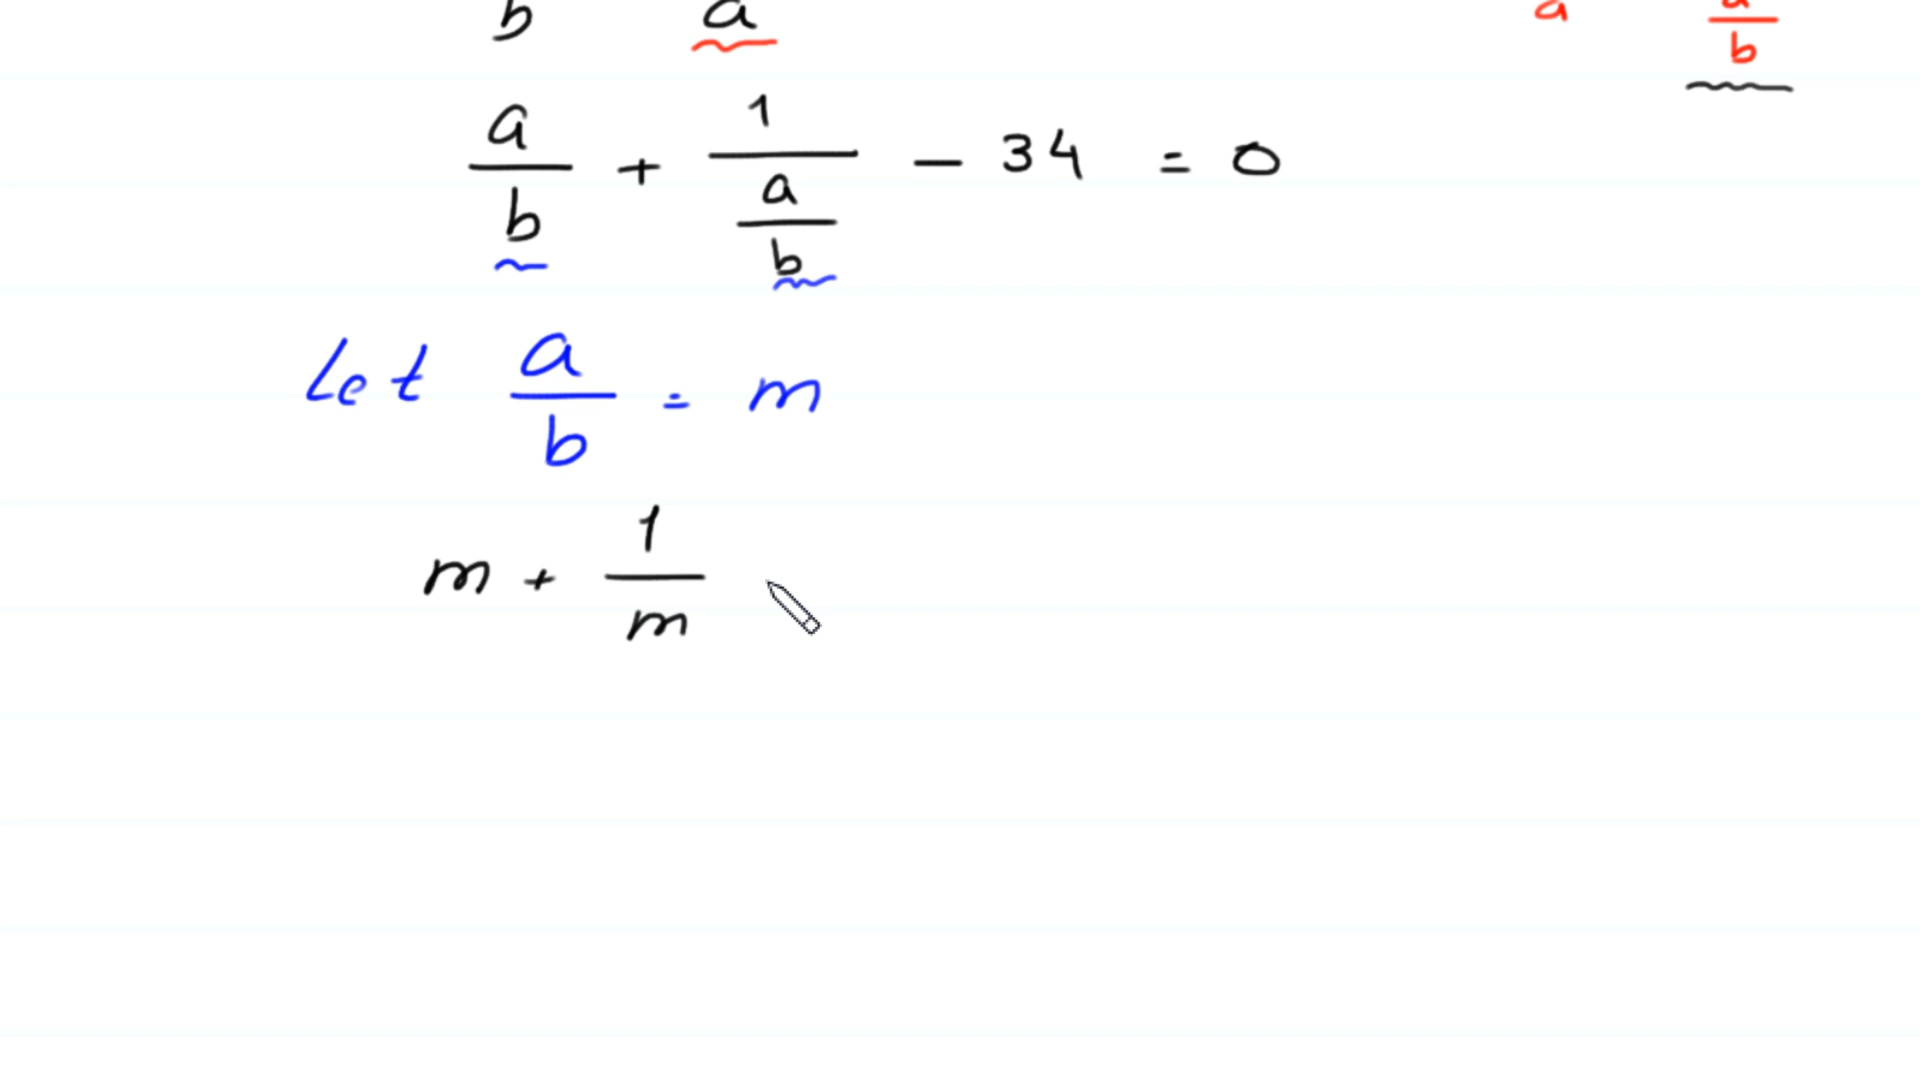 b a a a/b
a/b + 1/(a/b) - 34 = 0
Let a/b = m
m + 1/m